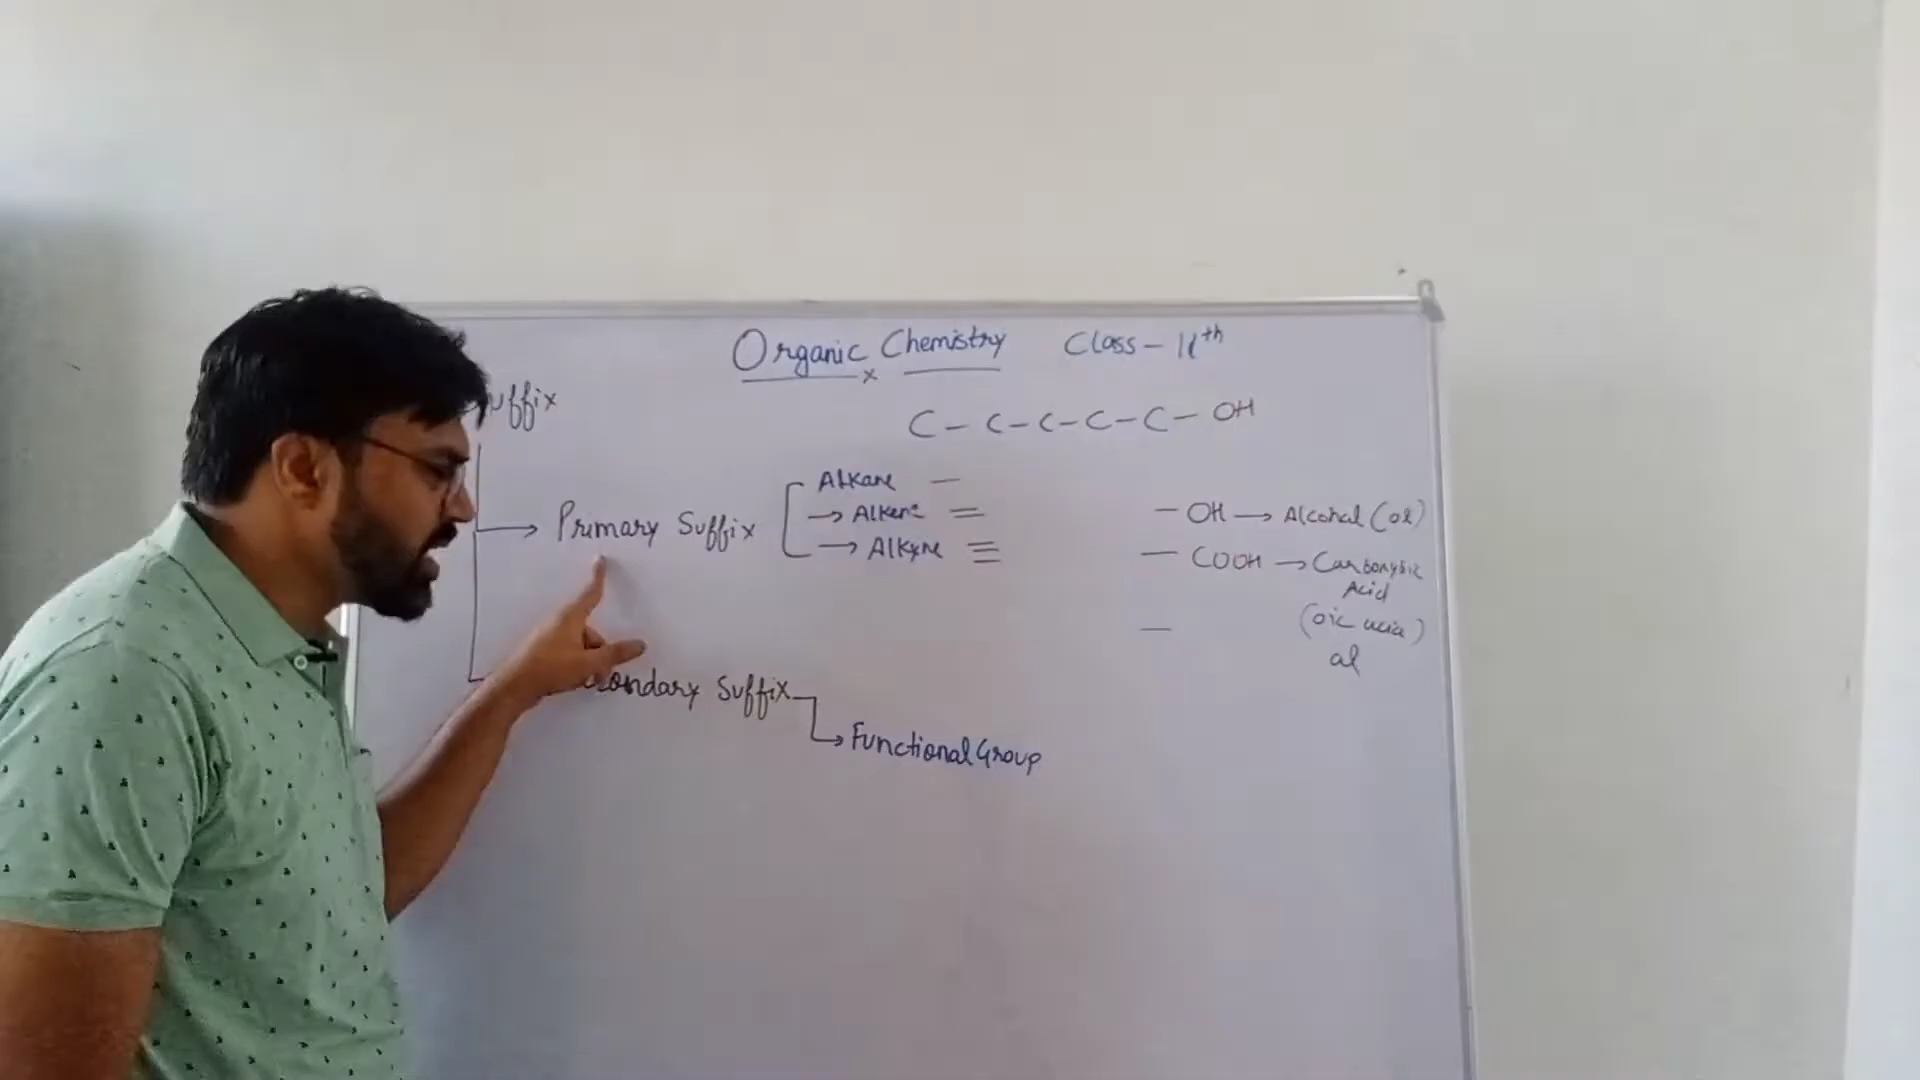 Organic Chemistry Class - 11th
x
uffix
C - C - C - C - C - OH
Primary Suffix
Alkane —
→ Alkene =
→ Alkyne ≡
— OH → Alcohal (ol)
— COOH → Carboxylic
Acid
(oic acid)
—
al
condary Suffix
Functional Group